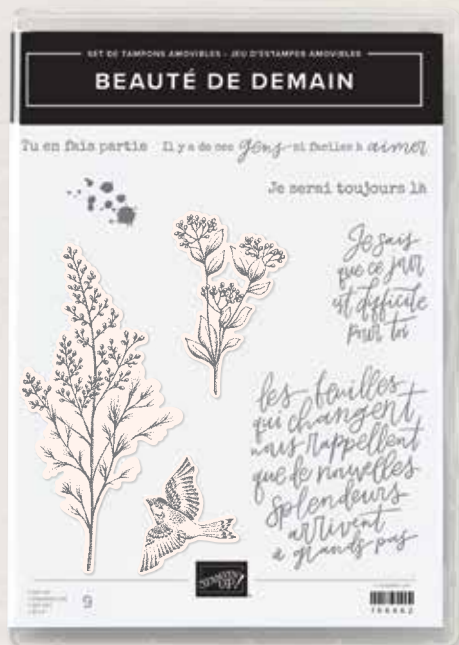 SET DE TAMPONS AMOVIBLES - JEU D'ESTAMPES AMOVIBLES
BEAUTÉ DE DEMAIN
Tu en fais partie
Il y a de ces gens si faciles à aimer
Je serai toujours là
Je sais
que ce jour
est difficile
pour toi
les feuilles
qui changent
nous rappellent
que de nouvelles
splendeurs
arrivent
à grands pas
STAMPIN' UP!
9